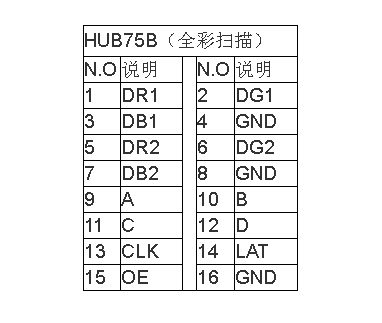 HUB75B（全彩扫描）
N.O 说明 N.O 说明
1 DR1 2 DG1
3 DB1 4 GND
5 DR2 6 DG2
7 DB2 8 GND
9 A 10 B
11 C 12 D
13 CLK 14 LAT
15 OE 16 GND